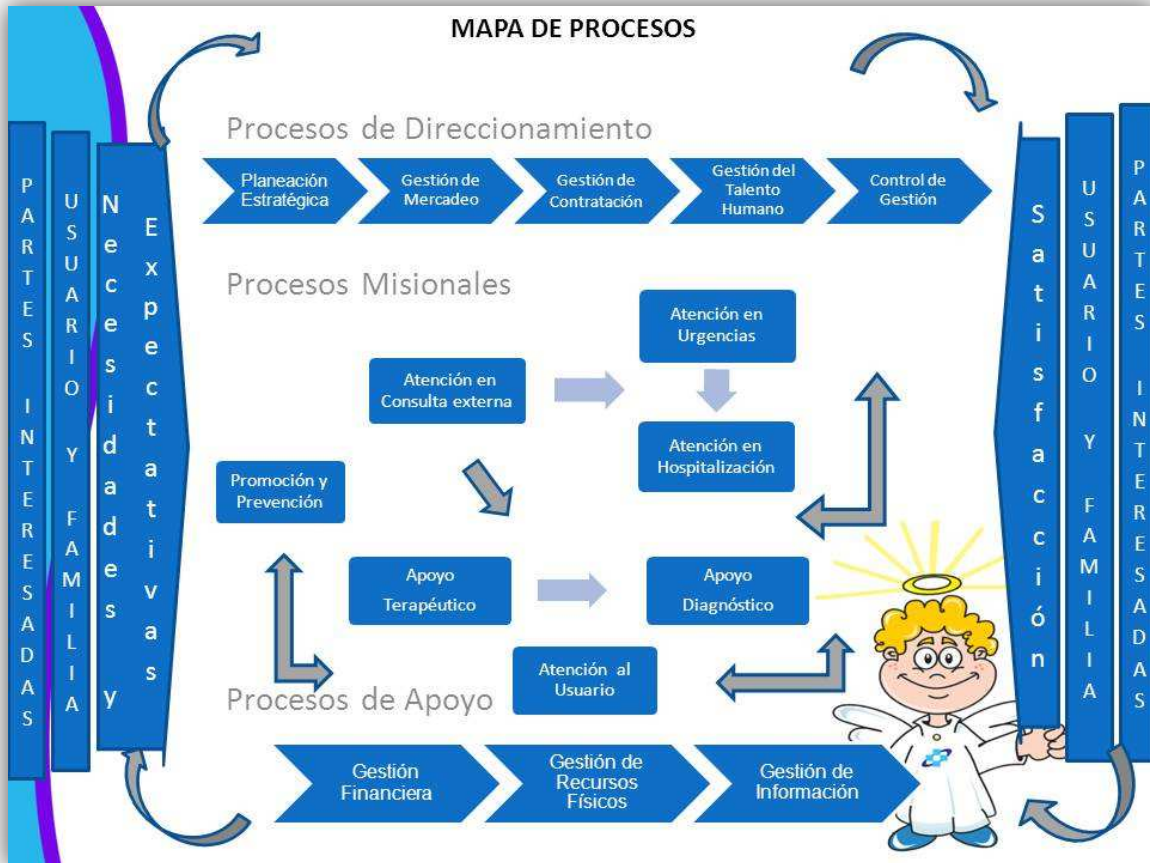 MAPA DE PROCESOS
PARTES INTERESADAS
USUARIO Y FAMILIA
Necesidades y
Expectativas
Procesos de Direccionamiento
Planeación
Estratégica
Gestión de
Mercadeo
Gestión de
Contratación
Gestión del
Talento
Humano
Control de
Gestión
Procesos Misionales
Atención en
Urgencias
Atención en
Consulta externa
Atención en
Hospitalización
Promoción y
Prevención
Apoyo
Terapéutico
Apoyo
Diagnóstico
Atención al
Usuario
Procesos de Apoyo
Gestión
Financiera
Gestión de
Recursos
Físicos
Gestión de
Información
Satisfacción
USUARIO Y FAMILIA
PARTES INTERESADAS